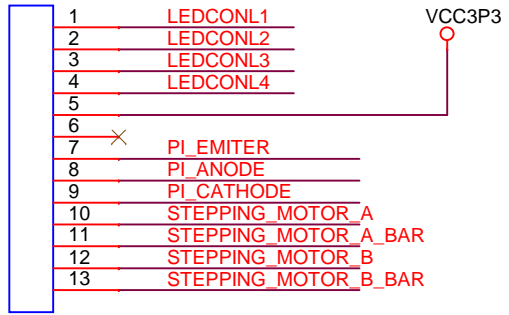 1 LEDCONL1 VCC3P3
2 LEDCONL2
3 LEDCONL3
4 LEDCONL4
5
6
7 PI_EMITER
8 PI_ANODE
9 PI_CATHODE
10 STEPPING_MOTOR_A
11 STEPPING_MOTOR_A_BAR
12 STEPPING_MOTOR_B
13 STEPPING_MOTOR_B_BAR